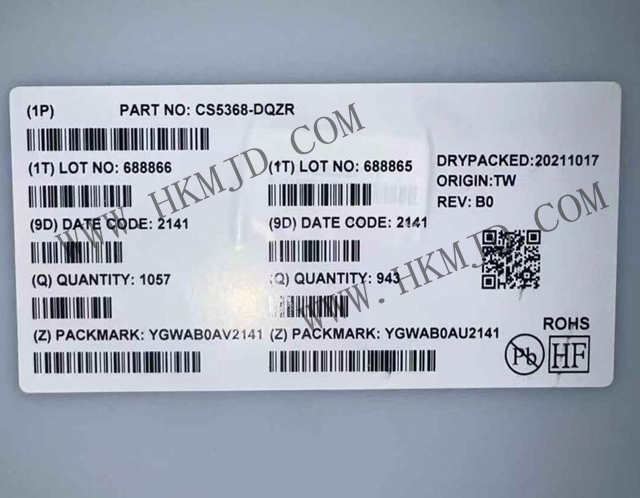 (1P) PART NO: CS5368-DQZR
(1T) LOT NO: 688866
(9D) DATE CODE: 2141
(Q) QUANTITY: 1057
(Z) PACKMARK: YGWAB0AV2141
(1T) LOT NO: 688865
(9D) DATE CODE: 2141
(Q) QUANTITY: 943
(Z) PACKMARK: YGWAB0AU2141
DRYPACKED:20211017
ORIGIN:TW
REV: B0
ROHS
Pb
HF
WWW.HKMJD.COM
WWW.HKMJD.COM